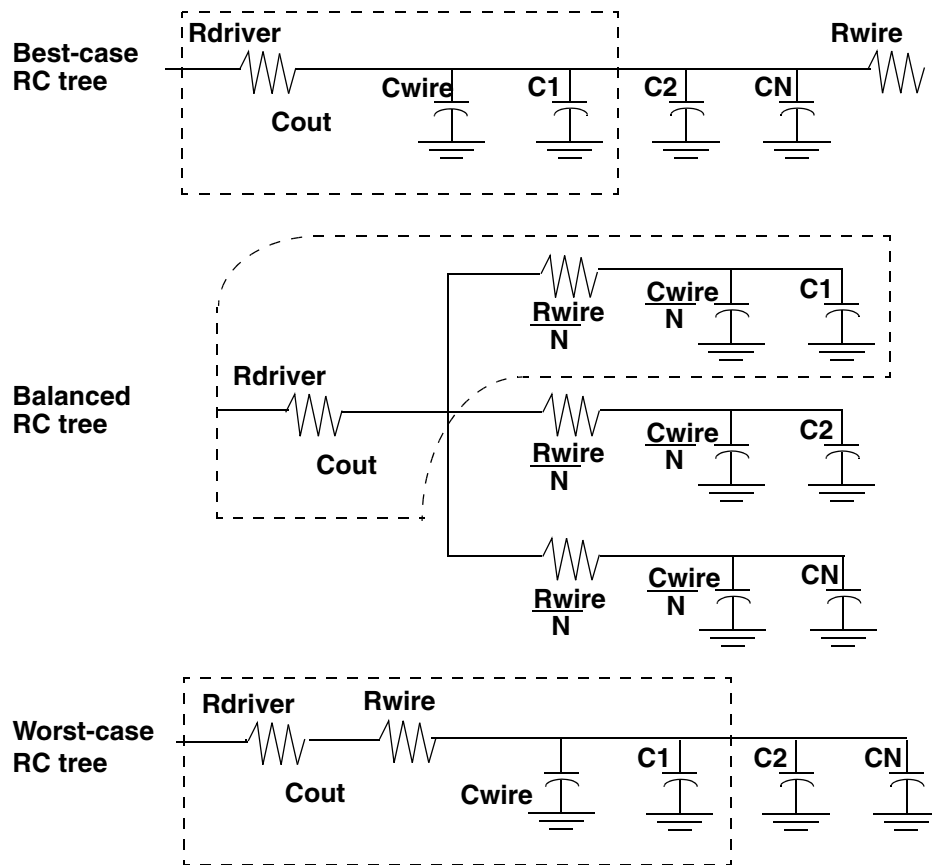 Best-case
RC tree
Rdriver
Cout
Cwire
C1
C2
CN
Rwire
Balanced
RC tree
Rdriver
Cout
Rwire
N
Cwire
N
C1
Rwire
N
Cwire
N
C2
Rwire
N
Cwire
N
CN
Worst-case
RC tree
Rdriver
Cout
Rwire
Cwire
C1
C2
CN